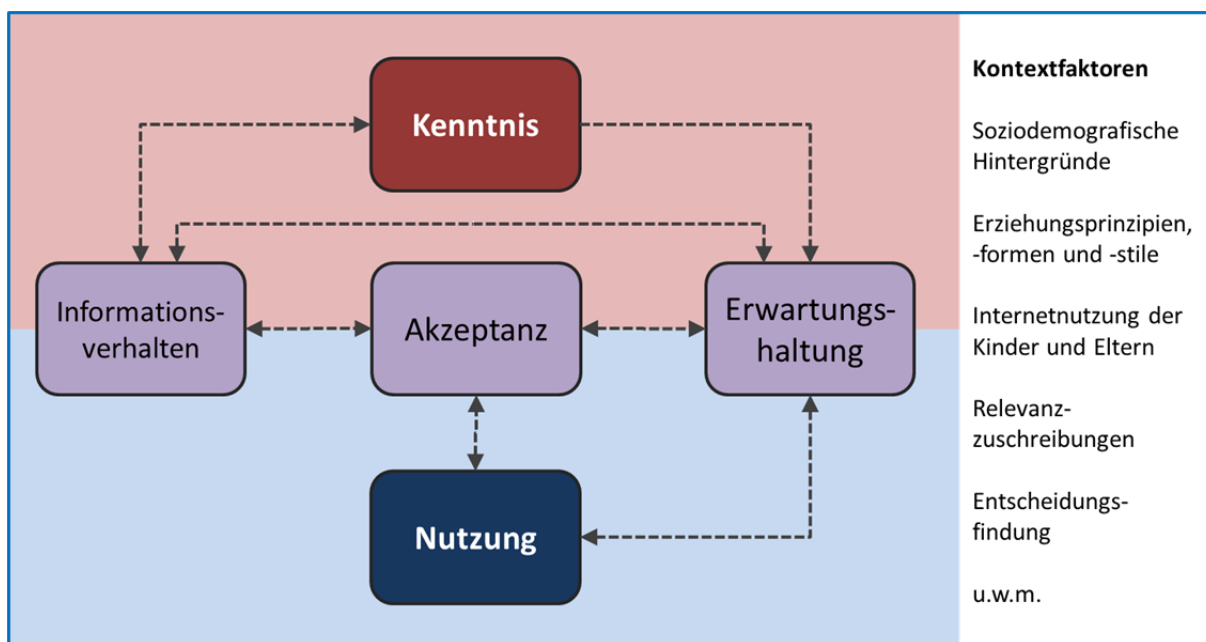 Kenntnis
Informations-
verhalten
Akzeptanz
Erwartungs-
haltung
Nutzung
Kontextfaktoren
Soziodemografische
Hintergründe
Erziehungsprinzipien,
-formen und -stile
Internetnutzung der
Kinder und Eltern
Relevanz-
zuschreibungen
Entscheidungs-
findung
u.w.m.